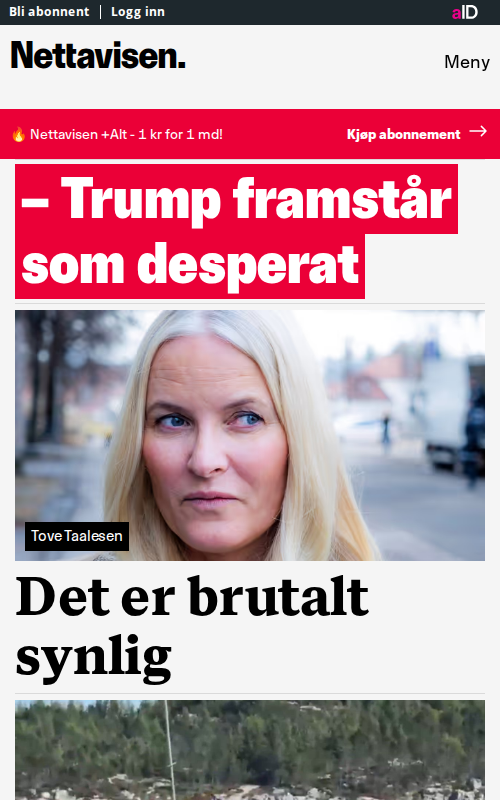 Bli abonnent | Logg inn
aID
Nettavisen.
Meny
🔥 Nettavisen +Alt - 1 kr for 1 md!
Kjøp abonnement →
– Trump framstår
som desperat
Tove Taalesen
Det er brutalt
synlig